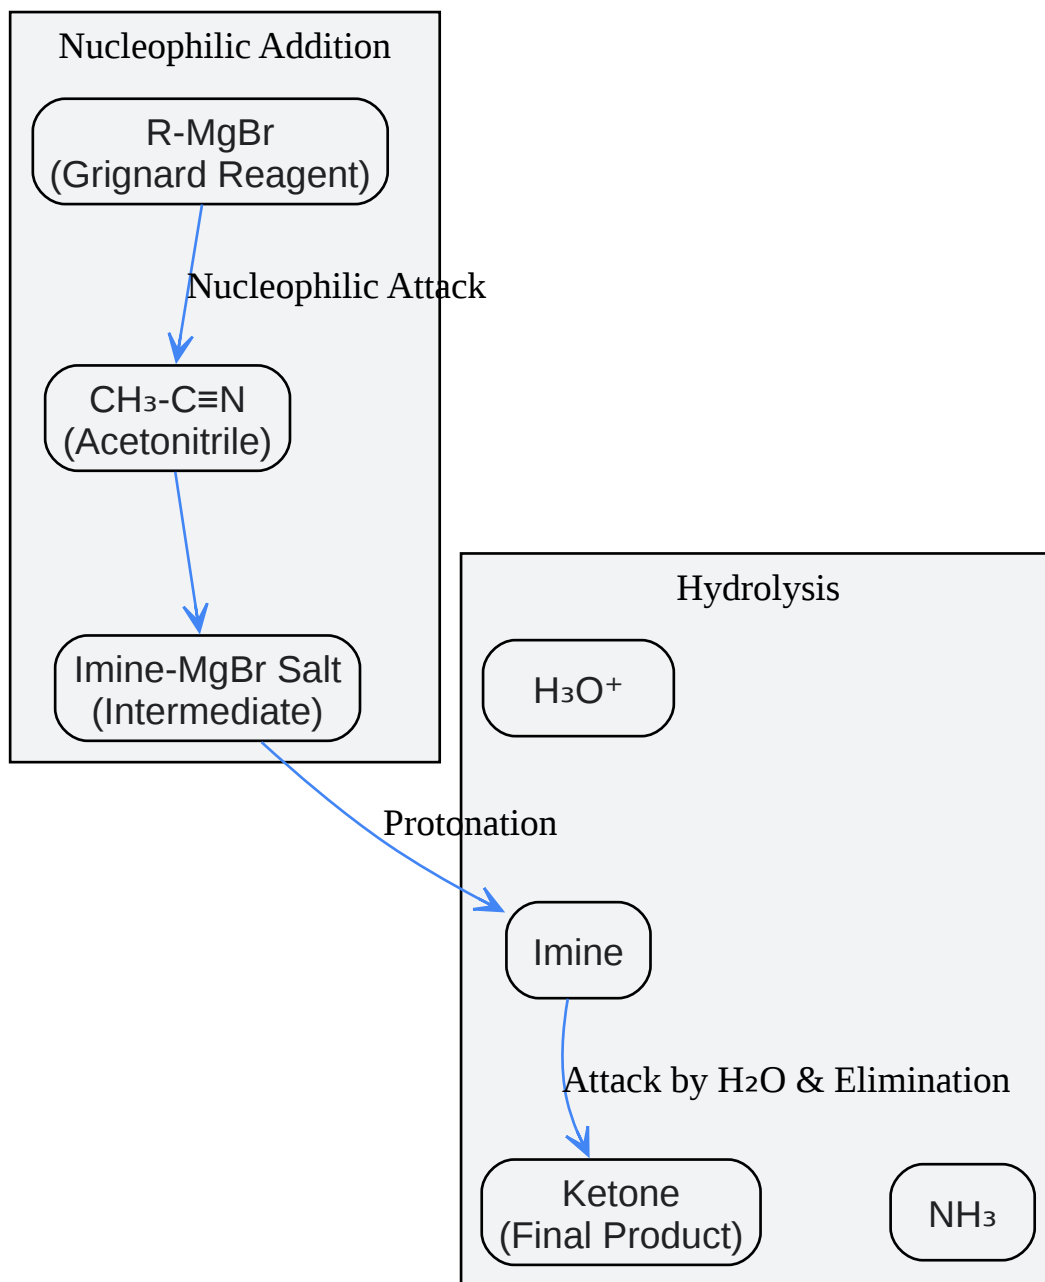 Nucleophilic Addition
R-MgBr
(Grignard Reagent)
Nucleophilic Attack
CH₃-C≡N
(Acetonitrile)
Imine-MgBr Salt
(Intermediate)
Protonation
Hydrolysis
H₃O⁺
Imine
Attack by H₂O & Elimination
Ketone
(Final Product)
NH₃